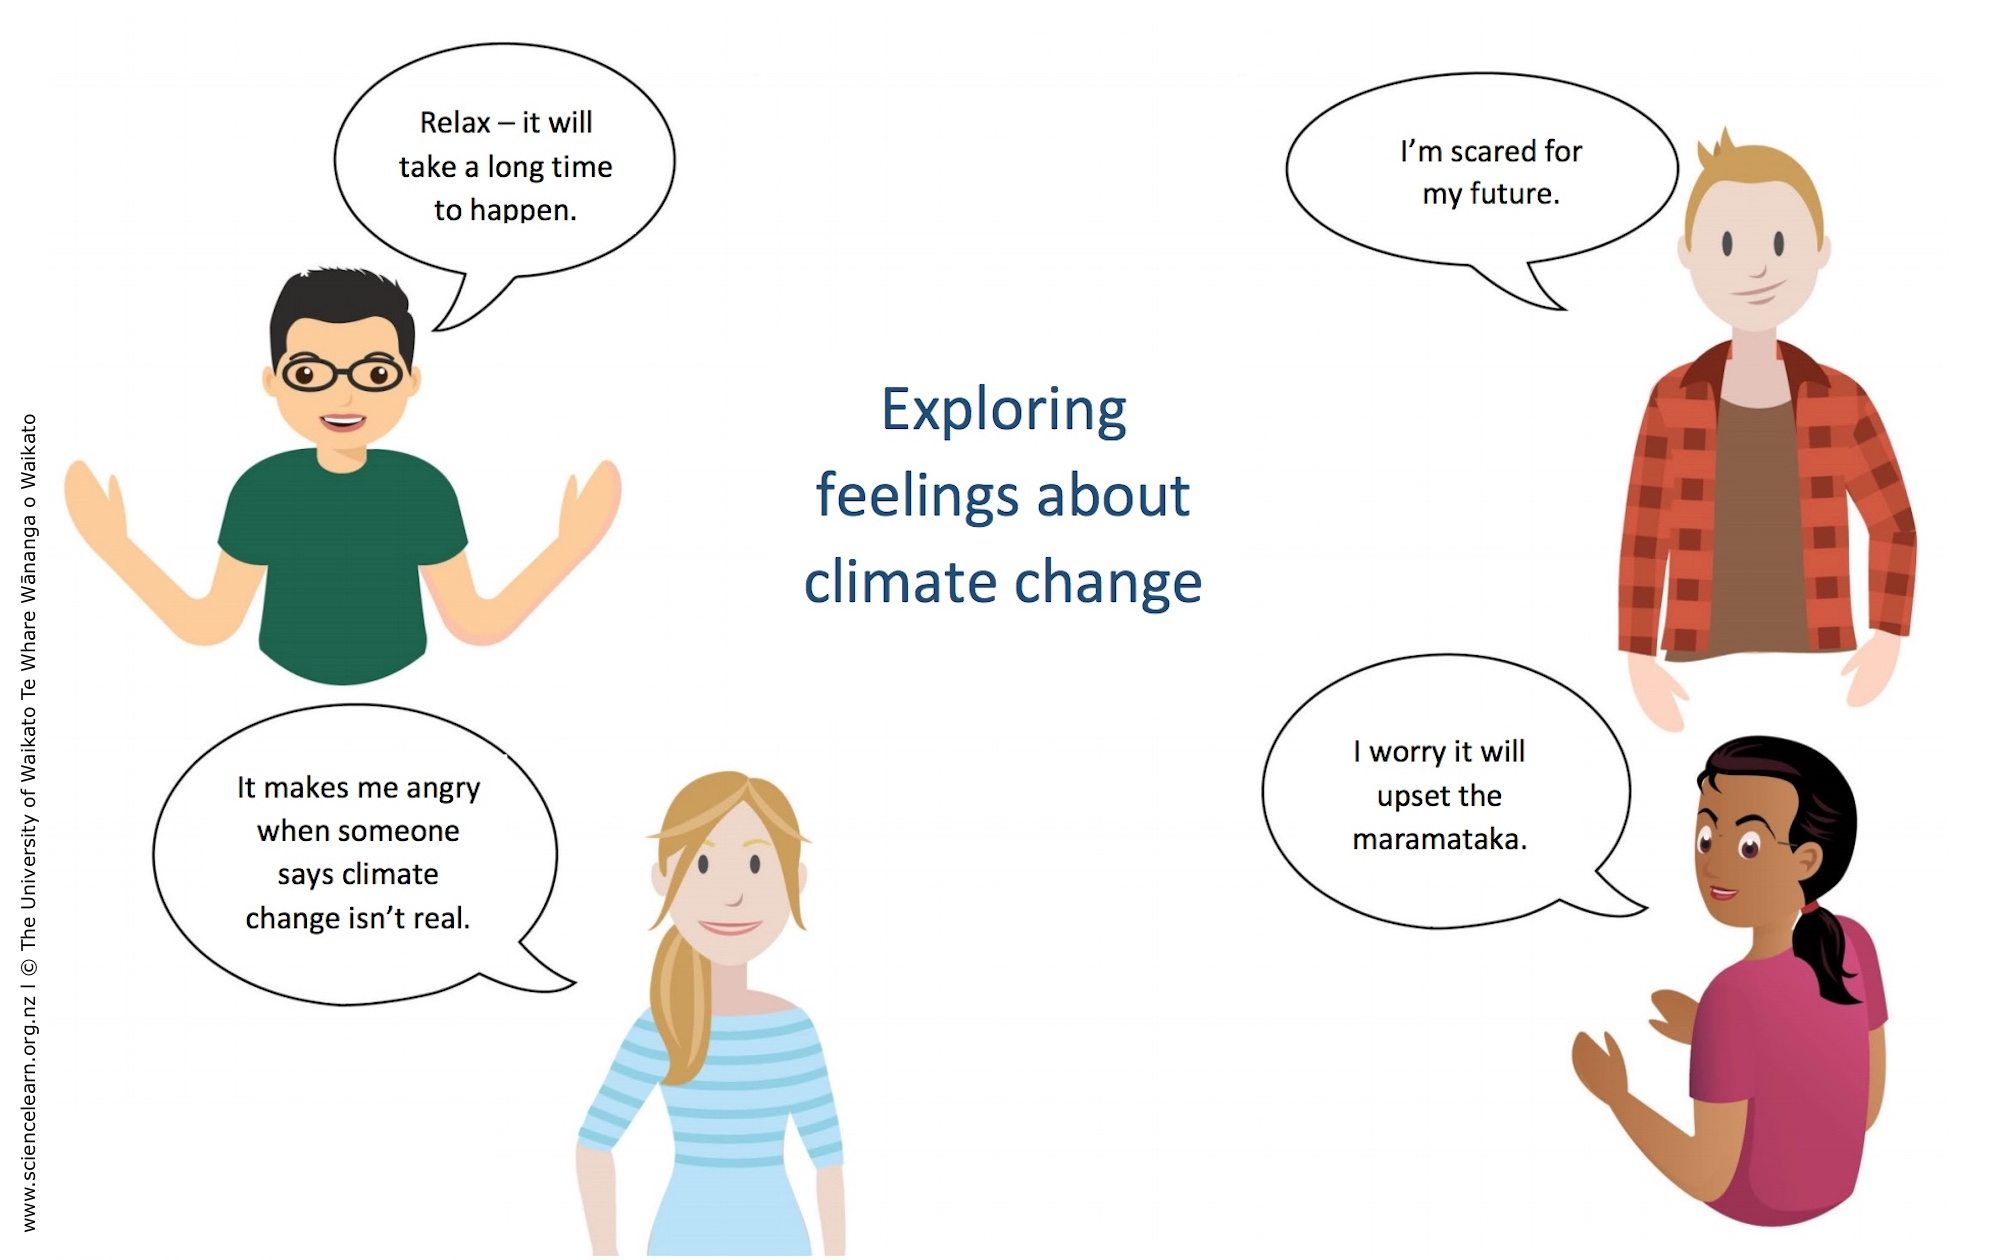 Relax – it will
take a long time
to happen.
I’m scared for
my future.
Exploring
feelings about
climate change
It makes me angry
when someone
says climate
change isn’t real.
I worry it will
upset the
maramataka.
www.sciencelearn.org.nz I © The University of Waikato Te Whare Wānanga o Waikato